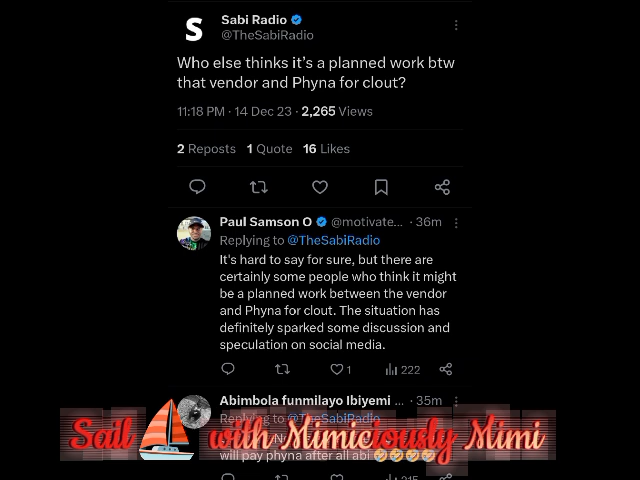 Sabi Radio
@TheSabiRadio
Who else thinks it's a planned work btw
that vendor and Phyna for clout?
11:18 PM · 14 Dec 23 · 2,265 Views
2 Reposts 1 Quote 16 Likes
Paul Samson O @motivate... · 36m
Replying to @TheSabiRadio
It's hard to say for sure, but there are
certainly some people who think it might
be a planned work between the vendor
and Phyna for clout. The situation has
definitely sparked some discussion and
speculation on social media.
1 222
Abimbola funmilayo Ibiyemi ... · 35m
Replying to @TheSabiRadio
Sail with Mimiciously Mimi
will pay phyna after all abi 🤣🤣🤣🤣
215